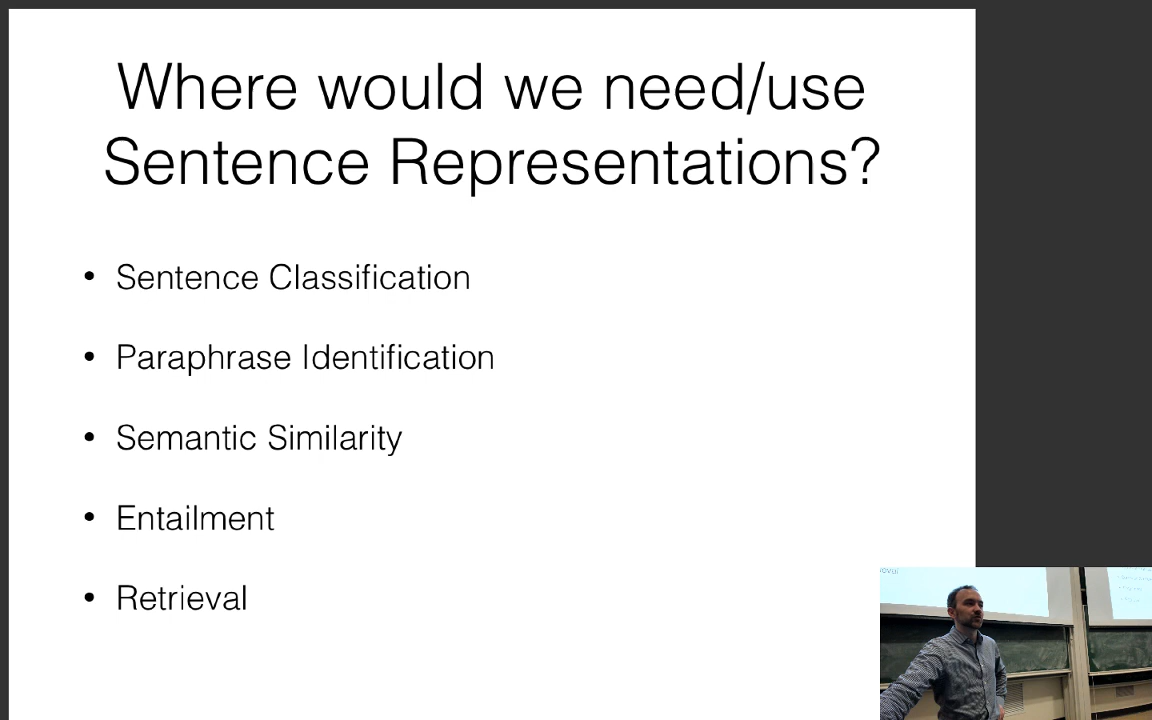 Where would we need/use
Sentence Representations?
• Sentence Classification
• Paraphrase Identification
• Semantic Similarity
• Entailment
• Retrieval